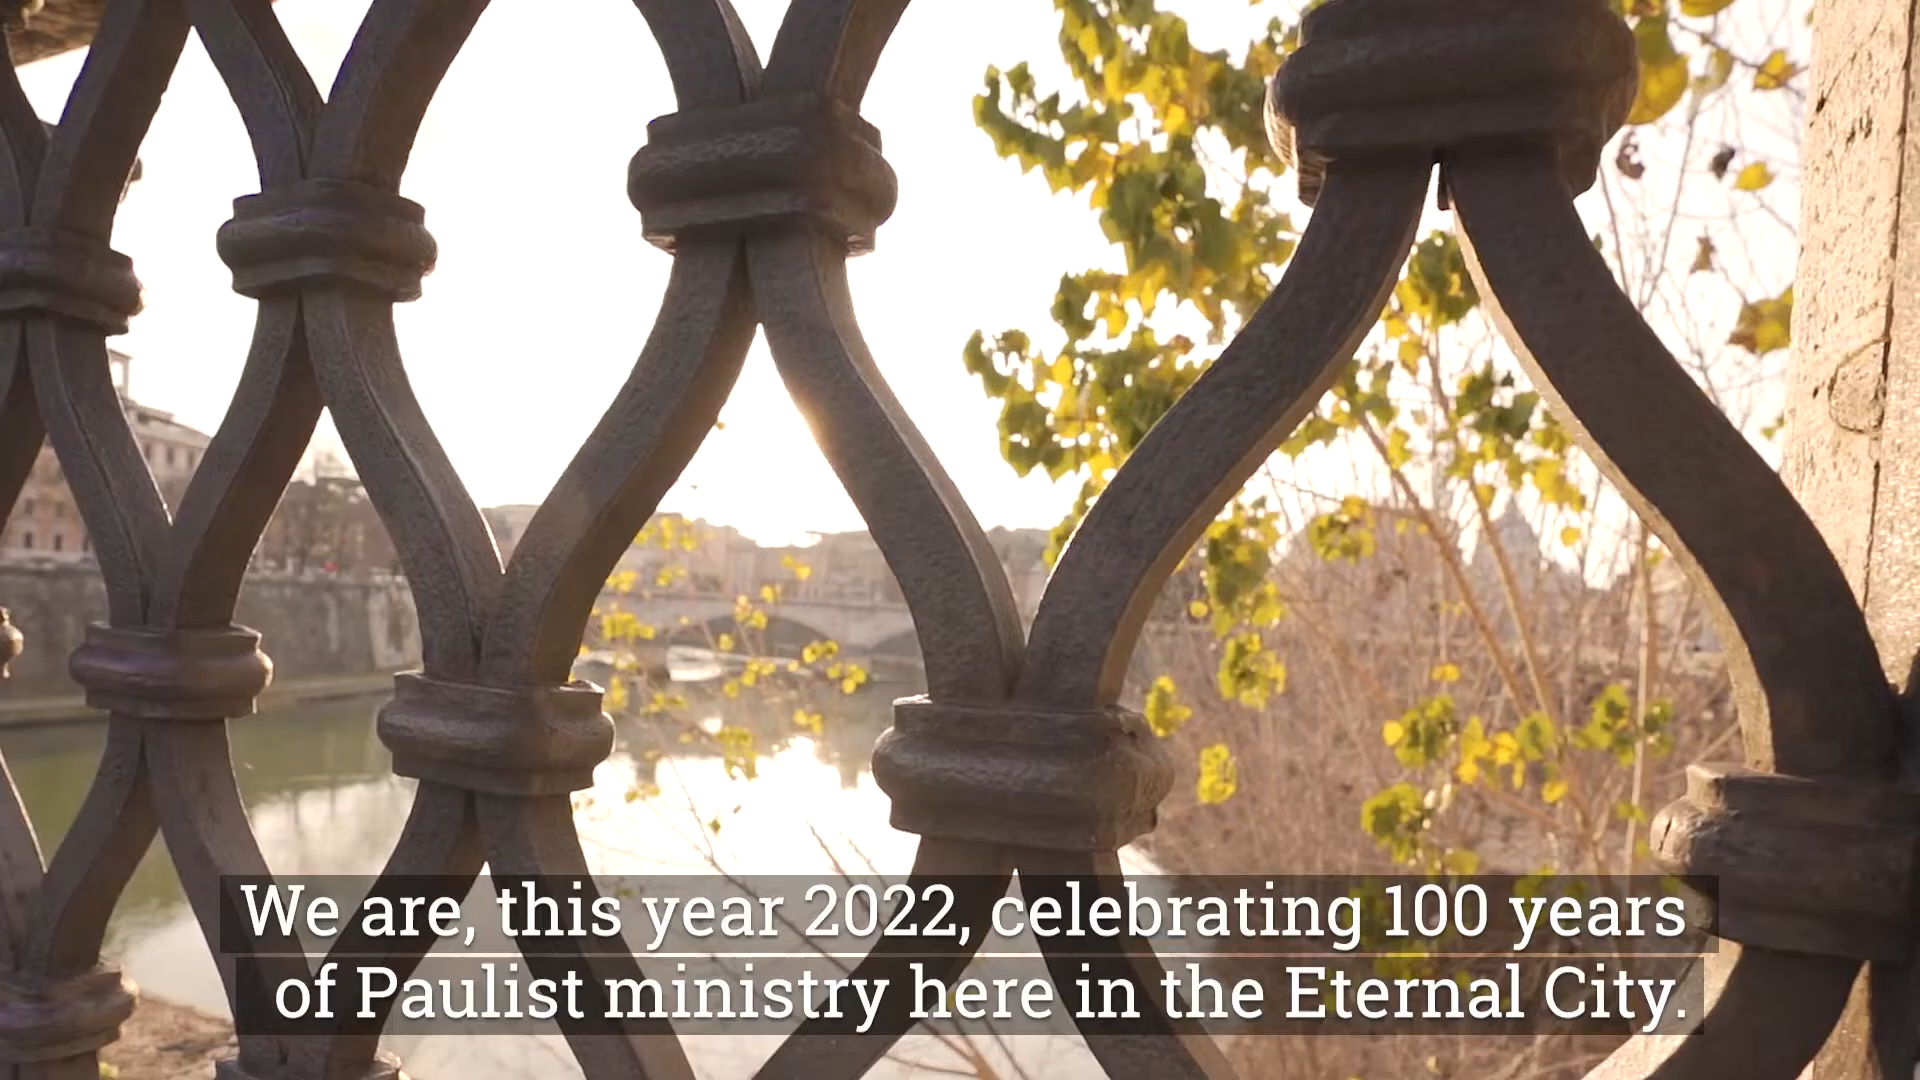 We are, this year 2022, celebrating 100 years
of Paulist ministry here in the Eternal City.